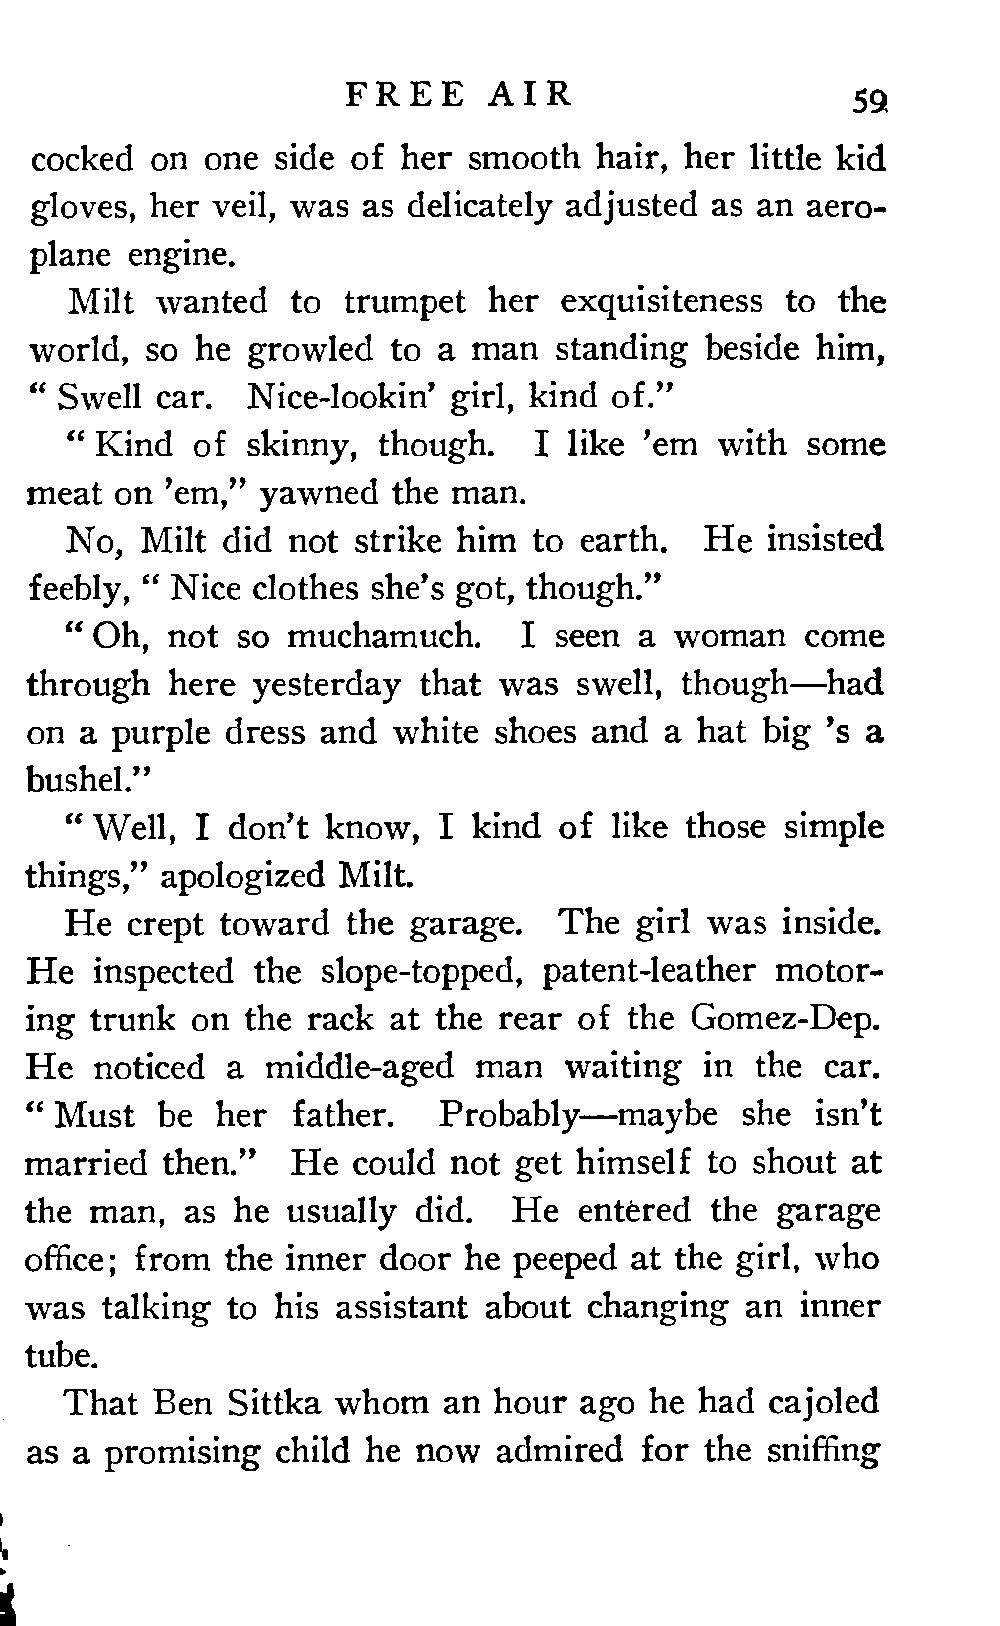 FREE AIR 59
cocked on one side of her smooth hair, her little kid
gloves, her veil, was as delicately adjusted as an aero-
plane engine.
Milt wanted to trumpet her exquisiteness to the
world, so he growled to a man standing beside him,
“ Swell car. Nice-lookin’ girl, kind of.”
“ Kind of skinny, though. I like ’em with some
meat on ’em,” yawned the man.
No, Milt did not strike him to earth. He insisted
feebly, “ Nice clothes she’s got, though.”
“ Oh, not so muchamuch. I seen a woman come
through here yesterday that was swell, though—had
on a purple dress and white shoes and a hat big ’s a
bushel.”
“ Well, I don’t know, I kind of like those simple
things,” apologized Milt.
He crept toward the garage. The girl was inside.
He inspected the slope-topped, patent-leather motor-
ing trunk on the rack at the rear of the Gomez-Dep.
He noticed a middle-aged man waiting in the car.
“ Must be her father. Probably—maybe she isn’t
married then.” He could not get himself to shout at
the man, as he usually did. He entered the garage
office; from the inner door he peeped at the girl, who
was talking to his assistant about changing an inner
tube.
That Ben Sittka whom an hour ago he had cajoled
as a promising child he now admired for the sniffing